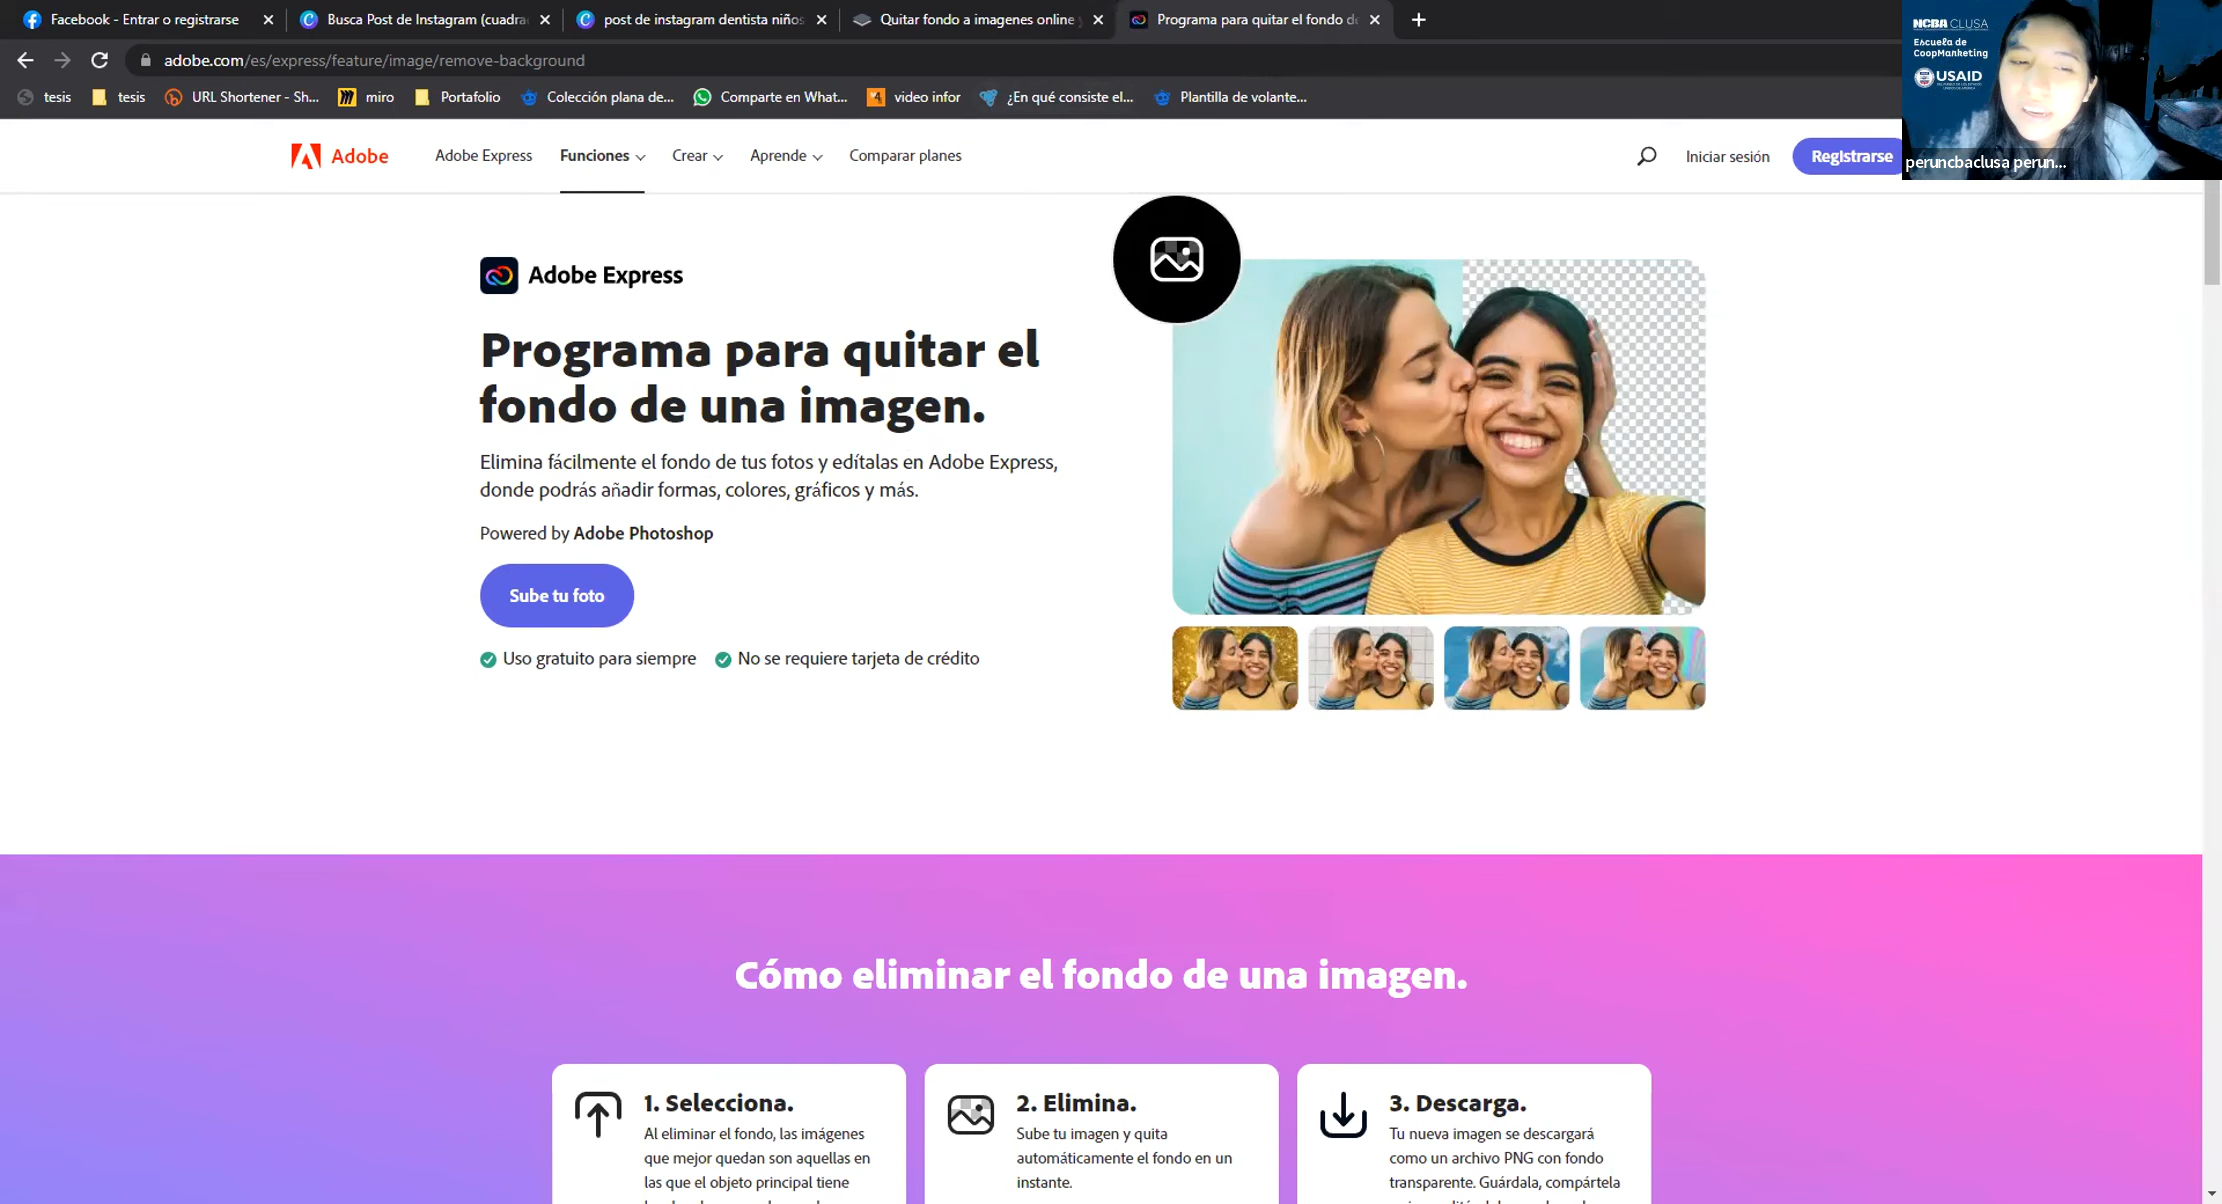 Facebook - Entrar o registrarse
Busca Post de Instagram (cuadra
post de instagram dentista niños
Quitar fondo a imagenes online
Programa para quitar el fondo d
adobe.com/es/express/feature/image/remove-background
tesis
tesis
URL Shortener - Sh...
miro
Portafolio
Colección plana de...
Comparte en What...
video infor
¿En qué consiste el...
Plantilla de volante...
NCBA CLUSA
Escuela de
CoopManketing
USAID
peruncbaclusa perun...
Adobe
Adobe Express
Funciones
Crear
Aprende
Comparar planes
Iniciar sesión
Registrarse
Adobe Express
Programa para quitar el
fondo de una imagen.
Elimina fácilmente el fondo de tus fotos y edítalas en Adobe Express,
donde podrás añadir formas, colores, gráficos y más.
Powered by Adobe Photoshop
Sube tu foto
Uso gratuito para siempre
No se requiere tarjeta de crédito
Cómo eliminar el fondo de una imagen.
1. Selecciona.
Al eliminar el fondo, las imágenes
que mejor quedan son aquellas en
las que el objeto principal tiene
2. Elimina.
Sube tu imagen y quita
automáticamente el fondo en un
instante.
3. Descarga.
Tu nueva imagen se descargará
como un archivo PNG con fondo
transparente. Guárdala, compártela